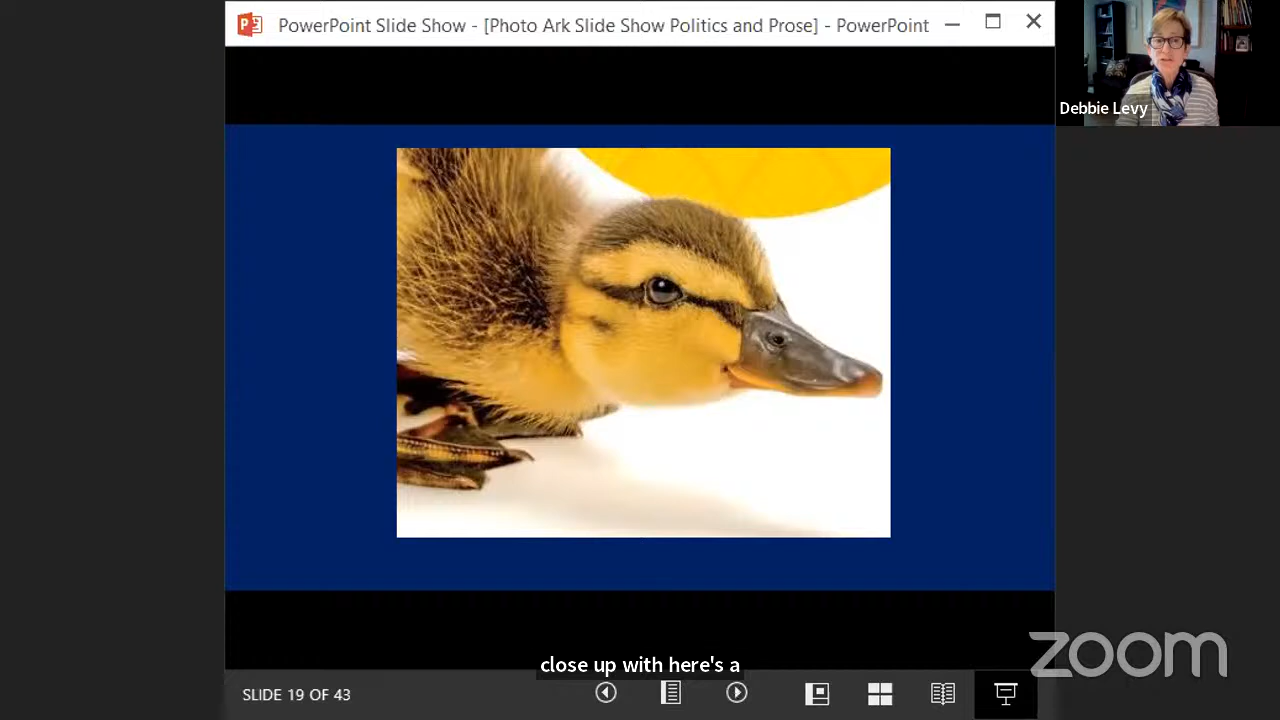 PowerPoint Slide Show - [Photo Ark Slide Show Politics and Prose] - PowerPoint
Debbie Levy
close up with here's a
zoom
SLIDE 19 OF 43